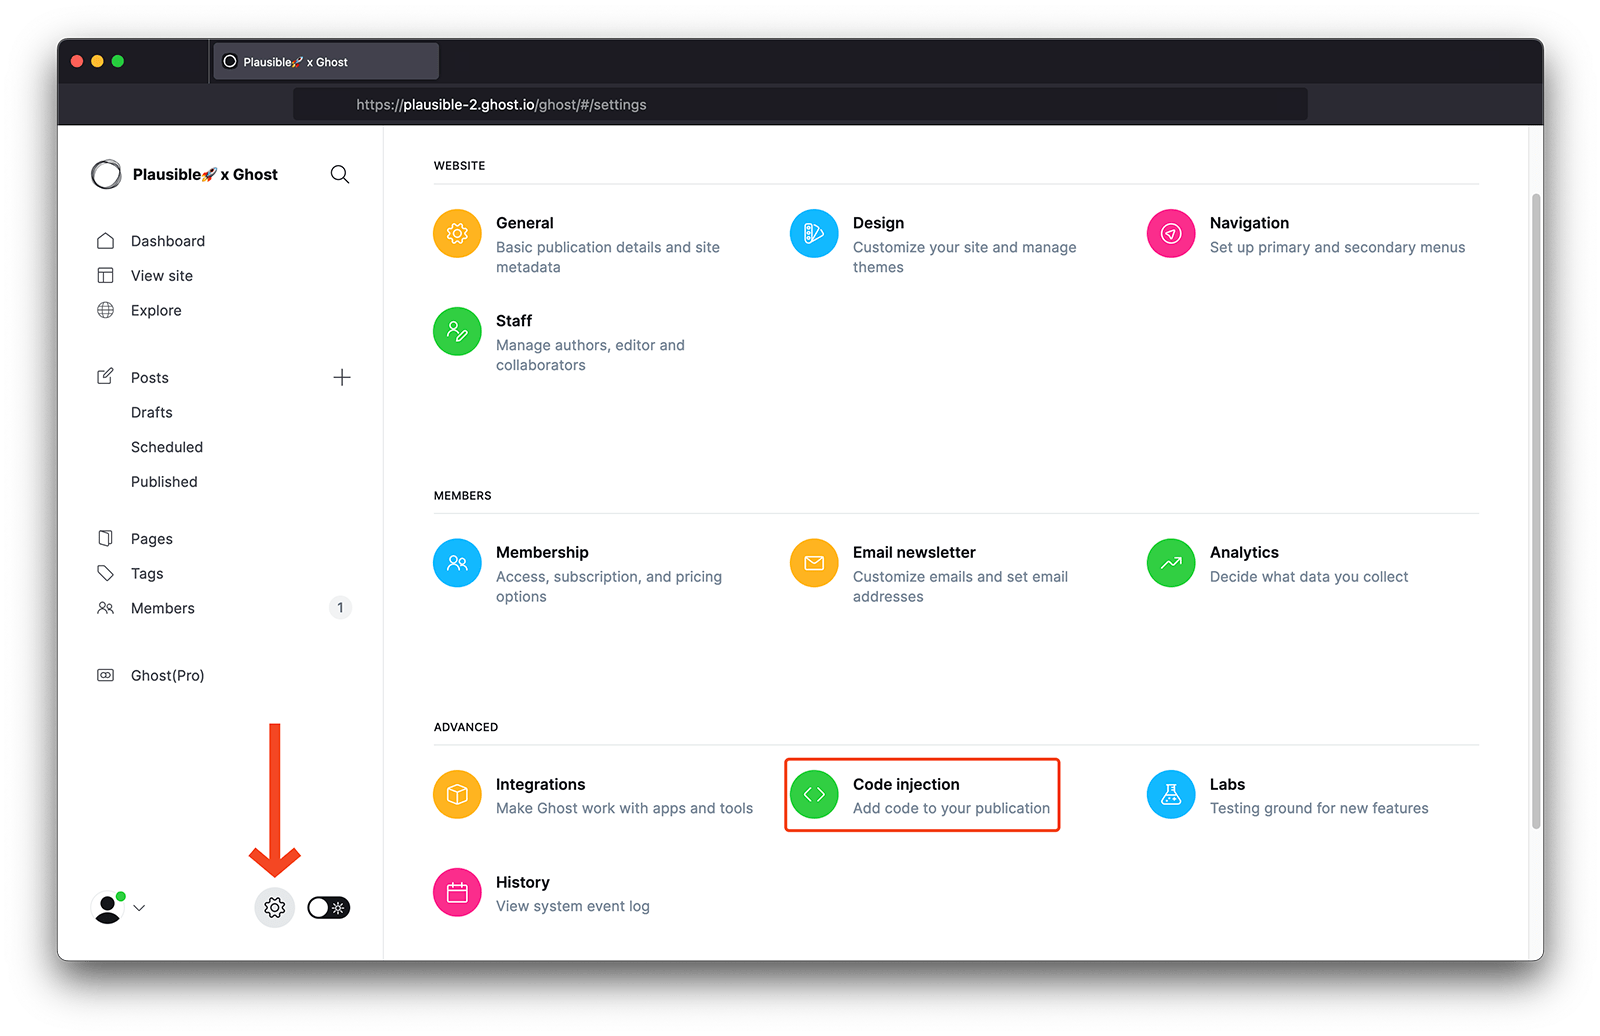 Plausible🚀 x Ghost
https://plausible-2.ghost.io/ghost/#/settings
Plausible🚀 x Ghost
Dashboard
View site
Explore
Posts
Drafts
Scheduled
Published
Pages
Tags
Members
1
Ghost(Pro)
WEBSITE
General
Basic publication details and site
metadata
Design
Customize your site and manage
themes
Navigation
Set up primary and secondary menus
Staff
Manage authors, editor and
collaborators
MEMBERS
Membership
Access, subscription, and pricing
options
Email newsletter
Customize emails and set email
addresses
Analytics
Decide what data you collect
ADVANCED
Integrations
Make Ghost work with apps and tools
Code injection
Add code to your publication
Labs
Testing ground for new features
History
View system event log